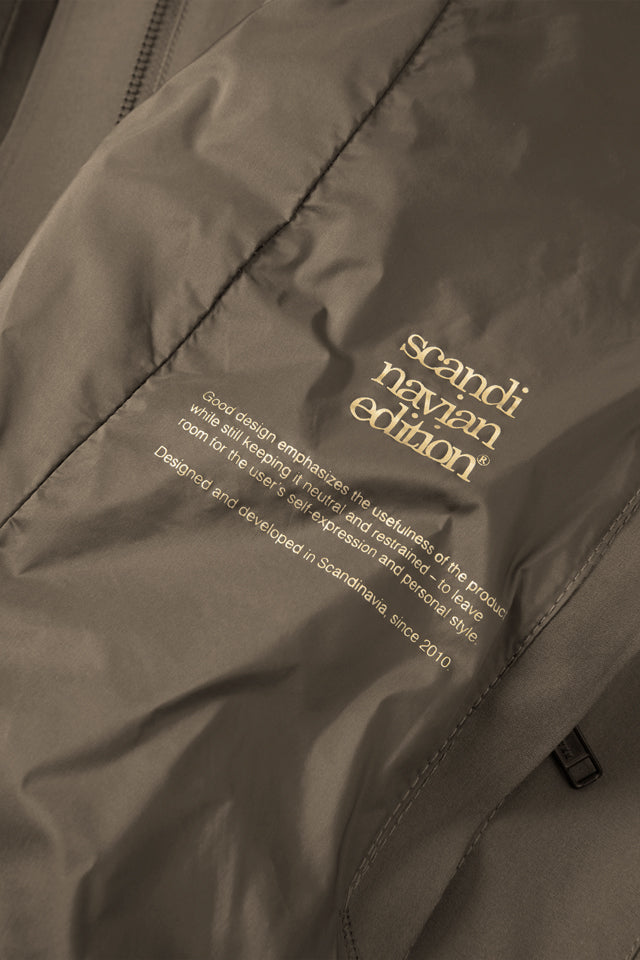 scandi
navian
edition®
Good design emphasizes the usefulness of the product
while still keeping it neutral and restrained – to leave
room for the user's self-expression and personal style.
Designed and developed in Scandinavia, since 2010.